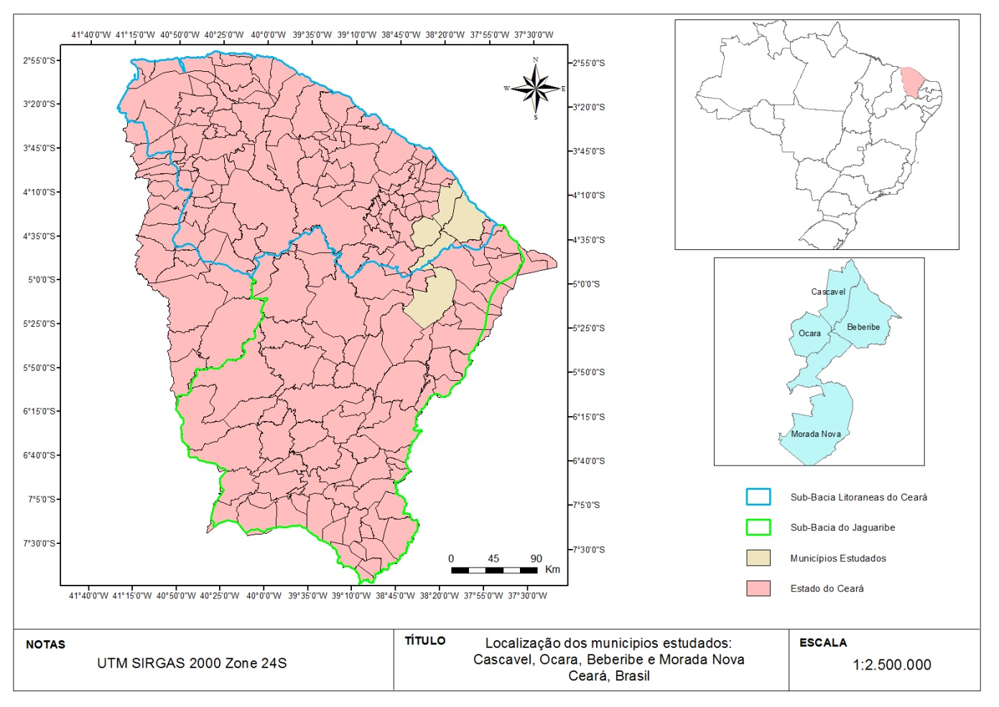 41°40'0"W 41°15'0"W 40°50'0"W 40°25'0"W 40°0'0"W 39°35'0"W 39°10'0"W 38°45'0"W 38°20'0"W 37°55'0"W 37°30'0"W
2°55'0"S
3°20'0"S
3°45'0"S
4°10'0"S
4°35'0"S
5°0'0"S
5°25'0"S
5°50'0"S
6°15'0"S
6°40'0"S
7°5'0"S
7°30'0"S
N
W E
S
0 45 90
Km
2°55'0"S
3°20'0"S
3°45'0"S
4°10'0"S
4°35'0"S
5°0'0"S
5°25'0"S
5°50'0"S
6°15'0"S
6°40'0"S
7°5'0"S
7°30'0"S
41°40'0"W 41°15'0"W 40°50'0"W 40°25'0"W 40°0'0"W 39°35'0"W 39°10'0"W 38°45'0"W 38°20'0"W 37°55'0"W 37°30'0"W
Cascavel
Ocara
Beberibe
Morada Nova
Sub-Bacia Litoraneas do Ceará
Sub-Bacia do Jaguaribe
Municípios Estudados
Estado do Ceará
NOTAS
UTM SIRGAS 2000 Zone 24S
TÍTULO
Localização dos municipios estudados:
Cascavel, Ocara, Beberibe e Morada Nova
Ceará, Brasil
ESCALA
1:2.500.000